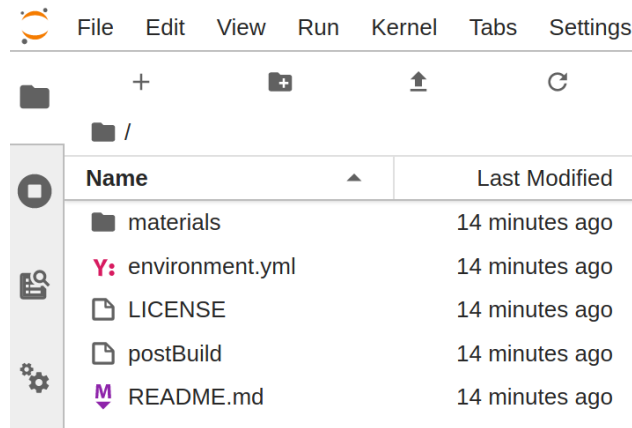 File Edit View Run Kernel Tabs Settings
/
Name Last Modified
materials 14 minutes ago
Y: environment.yml 14 minutes ago
LICENSE 14 minutes ago
postBuild 14 minutes ago
M README.md 14 minutes ago